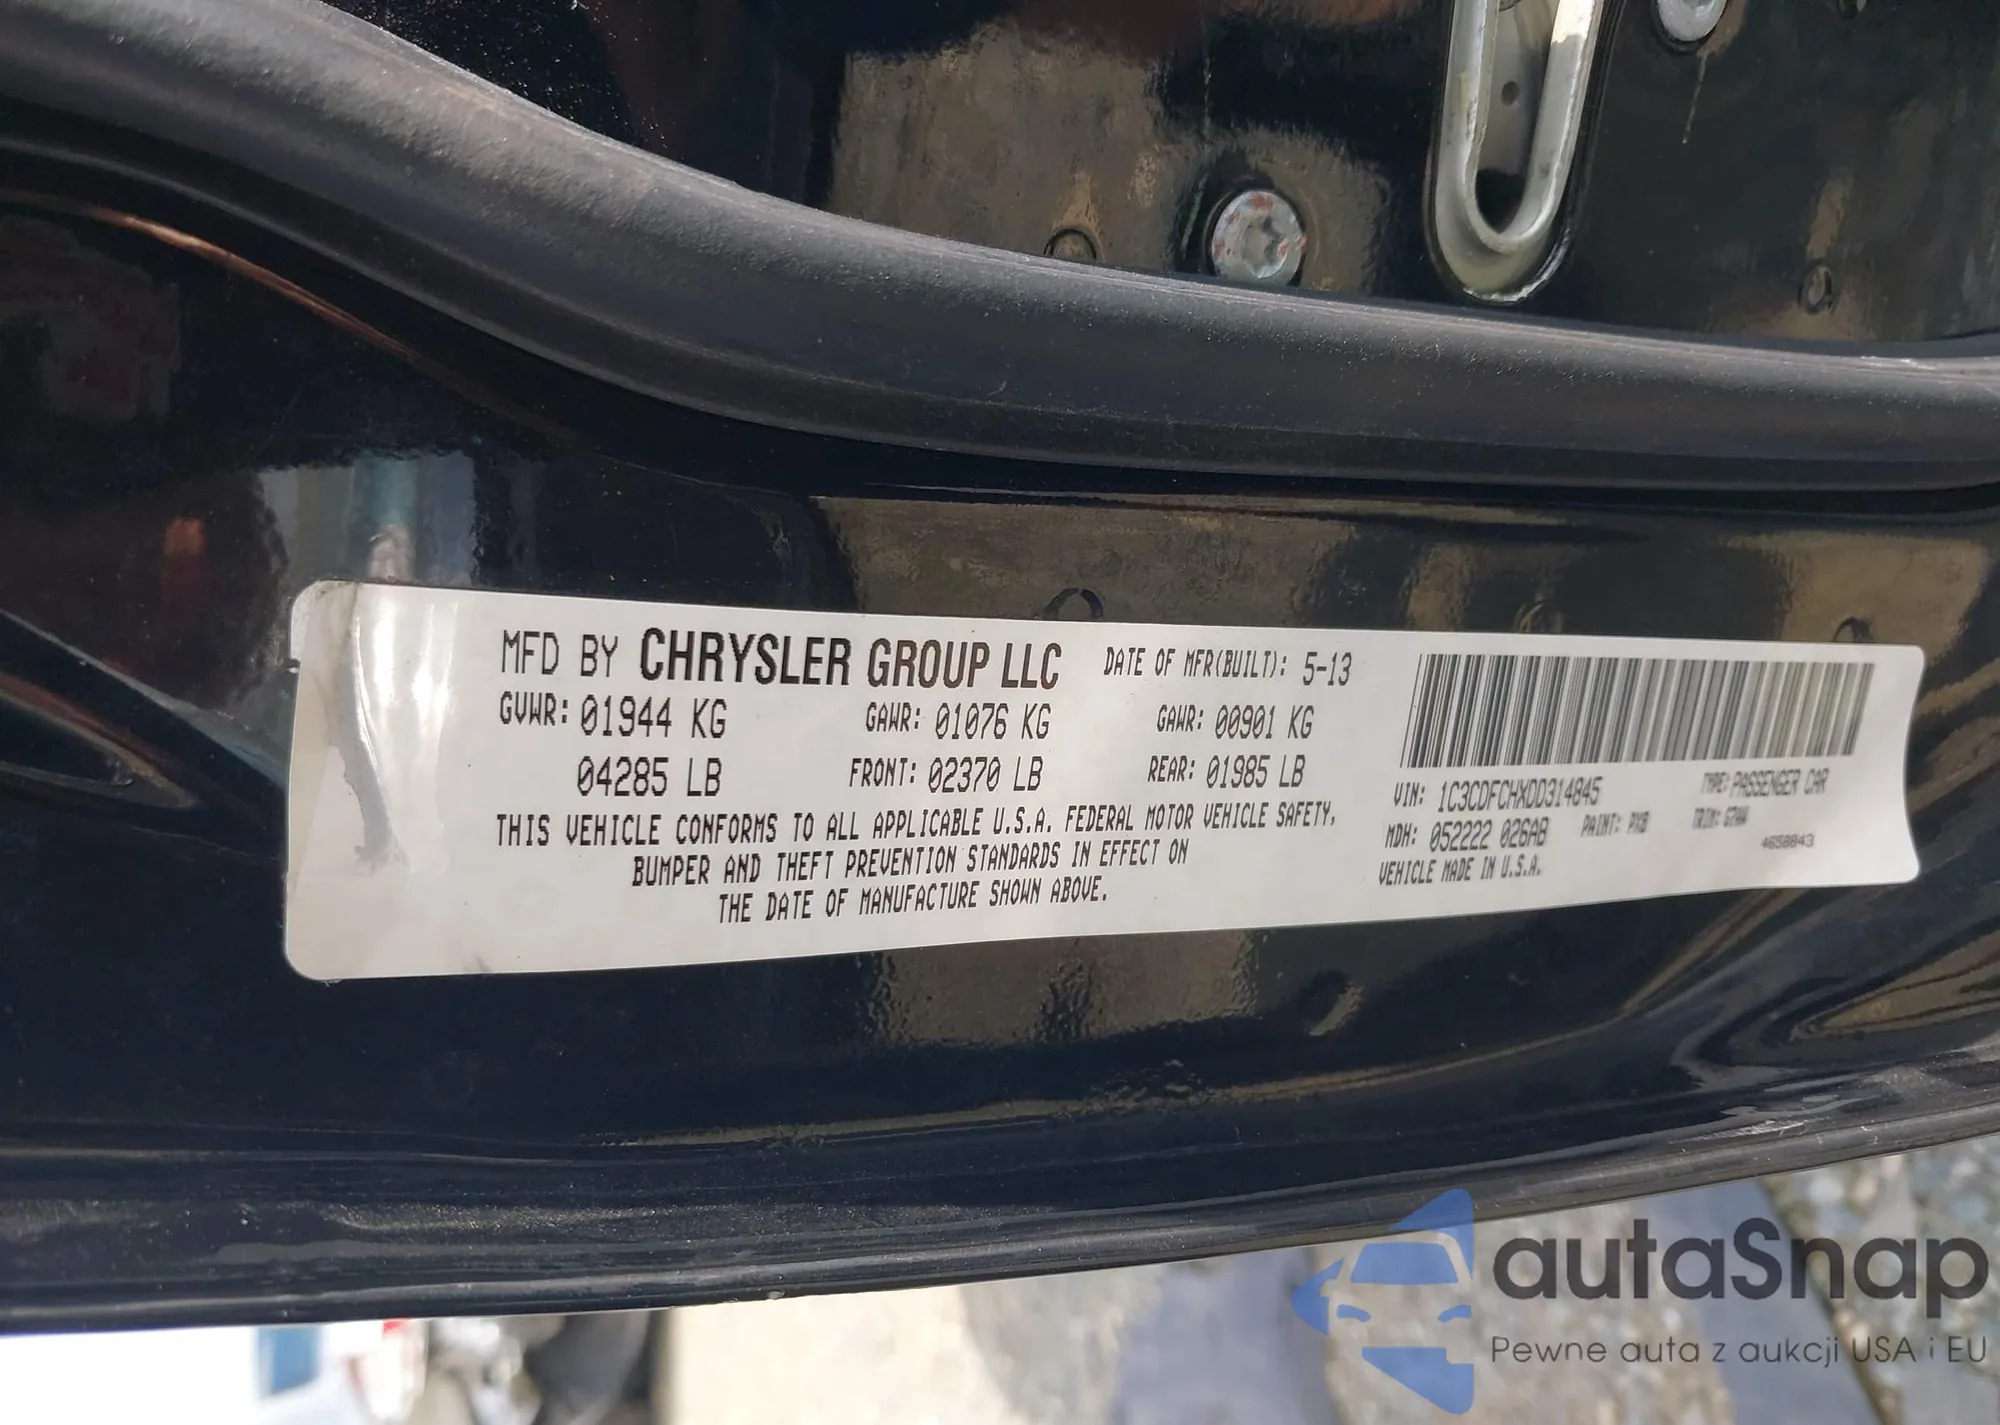 MFD BY CHRYSLER GROUP LLC DATE OF MFR(BUILT): 5-13
GVWR: 01944 KG GAWR: 01076 KG GAWR: 00901 KG
04285 LB FRONT: 02370 LB REAR: 01985 LB
THIS VEHICLE CONFORMS TO ALL APPLICABLE U.S.A. FEDERAL MOTOR VEHICLE SAFETY,
BUMPER AND THEFT PREVENTION STANDARDS IN EFFECT ON
THE DATE OF MANUFACTURE SHOWN ABOVE.
VIN: 1C3CDFCHXDD314845 TYPE: PASSENGER CAR
MDH: 052222 026AB PAINT: PX8 TRIM:
VEHICLE MADE IN U.S.A. 4658843
autaSnap
Pewne auta z aukcji USA i EU